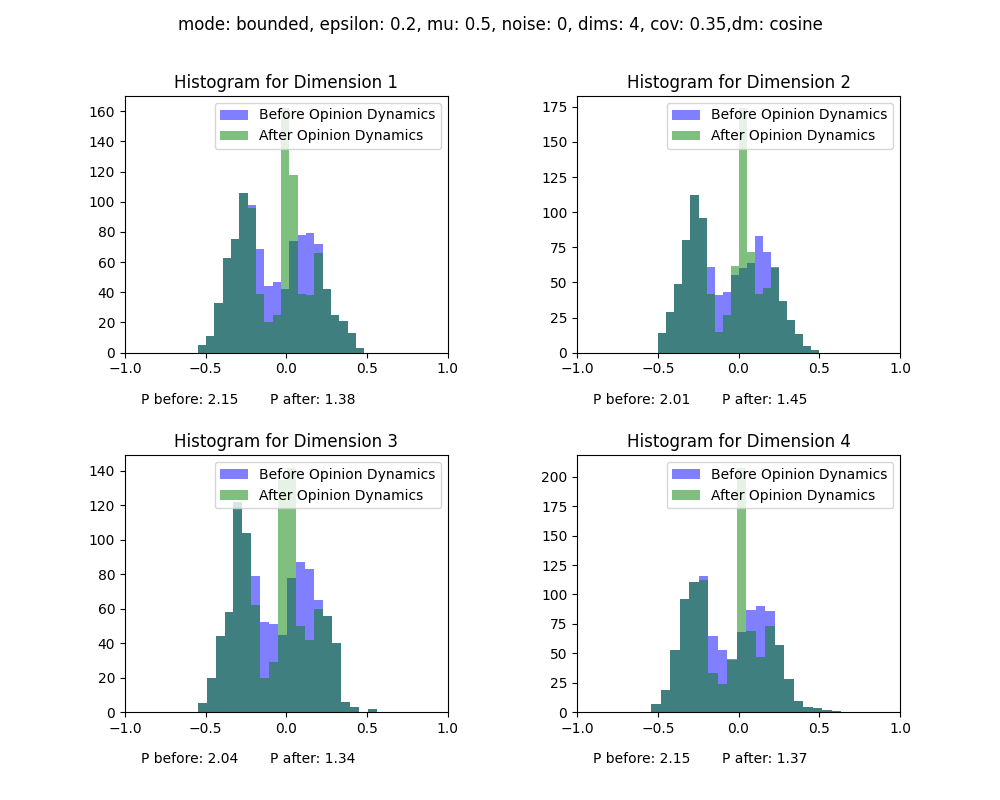 mode: bounded, epsilon: 0.2, mu: 0.5, noise: 0, dims: 4, cov: 0.35,dm: cosine
Histogram for Dimension 1
Before Opinion Dynamics
After Opinion Dynamics
160
140
120
100
80
60
40
20
0
−1.0 −0.5 0.0 0.5 1.0
P before: 2.15 P after: 1.38
Histogram for Dimension 2
Before Opinion Dynamics
After Opinion Dynamics
175
150
125
100
75
50
25
0
−1.0 −0.5 0.0 0.5 1.0
P before: 2.01 P after: 1.45
Histogram for Dimension 3
Before Opinion Dynamics
After Opinion Dynamics
140
120
100
80
60
40
20
0
−1.0 −0.5 0.0 0.5 1.0
P before: 2.04 P after: 1.34
Histogram for Dimension 4
Before Opinion Dynamics
After Opinion Dynamics
200
175
150
125
100
75
50
25
0
−1.0 −0.5 0.0 0.5 1.0
P before: 2.15 P after: 1.37